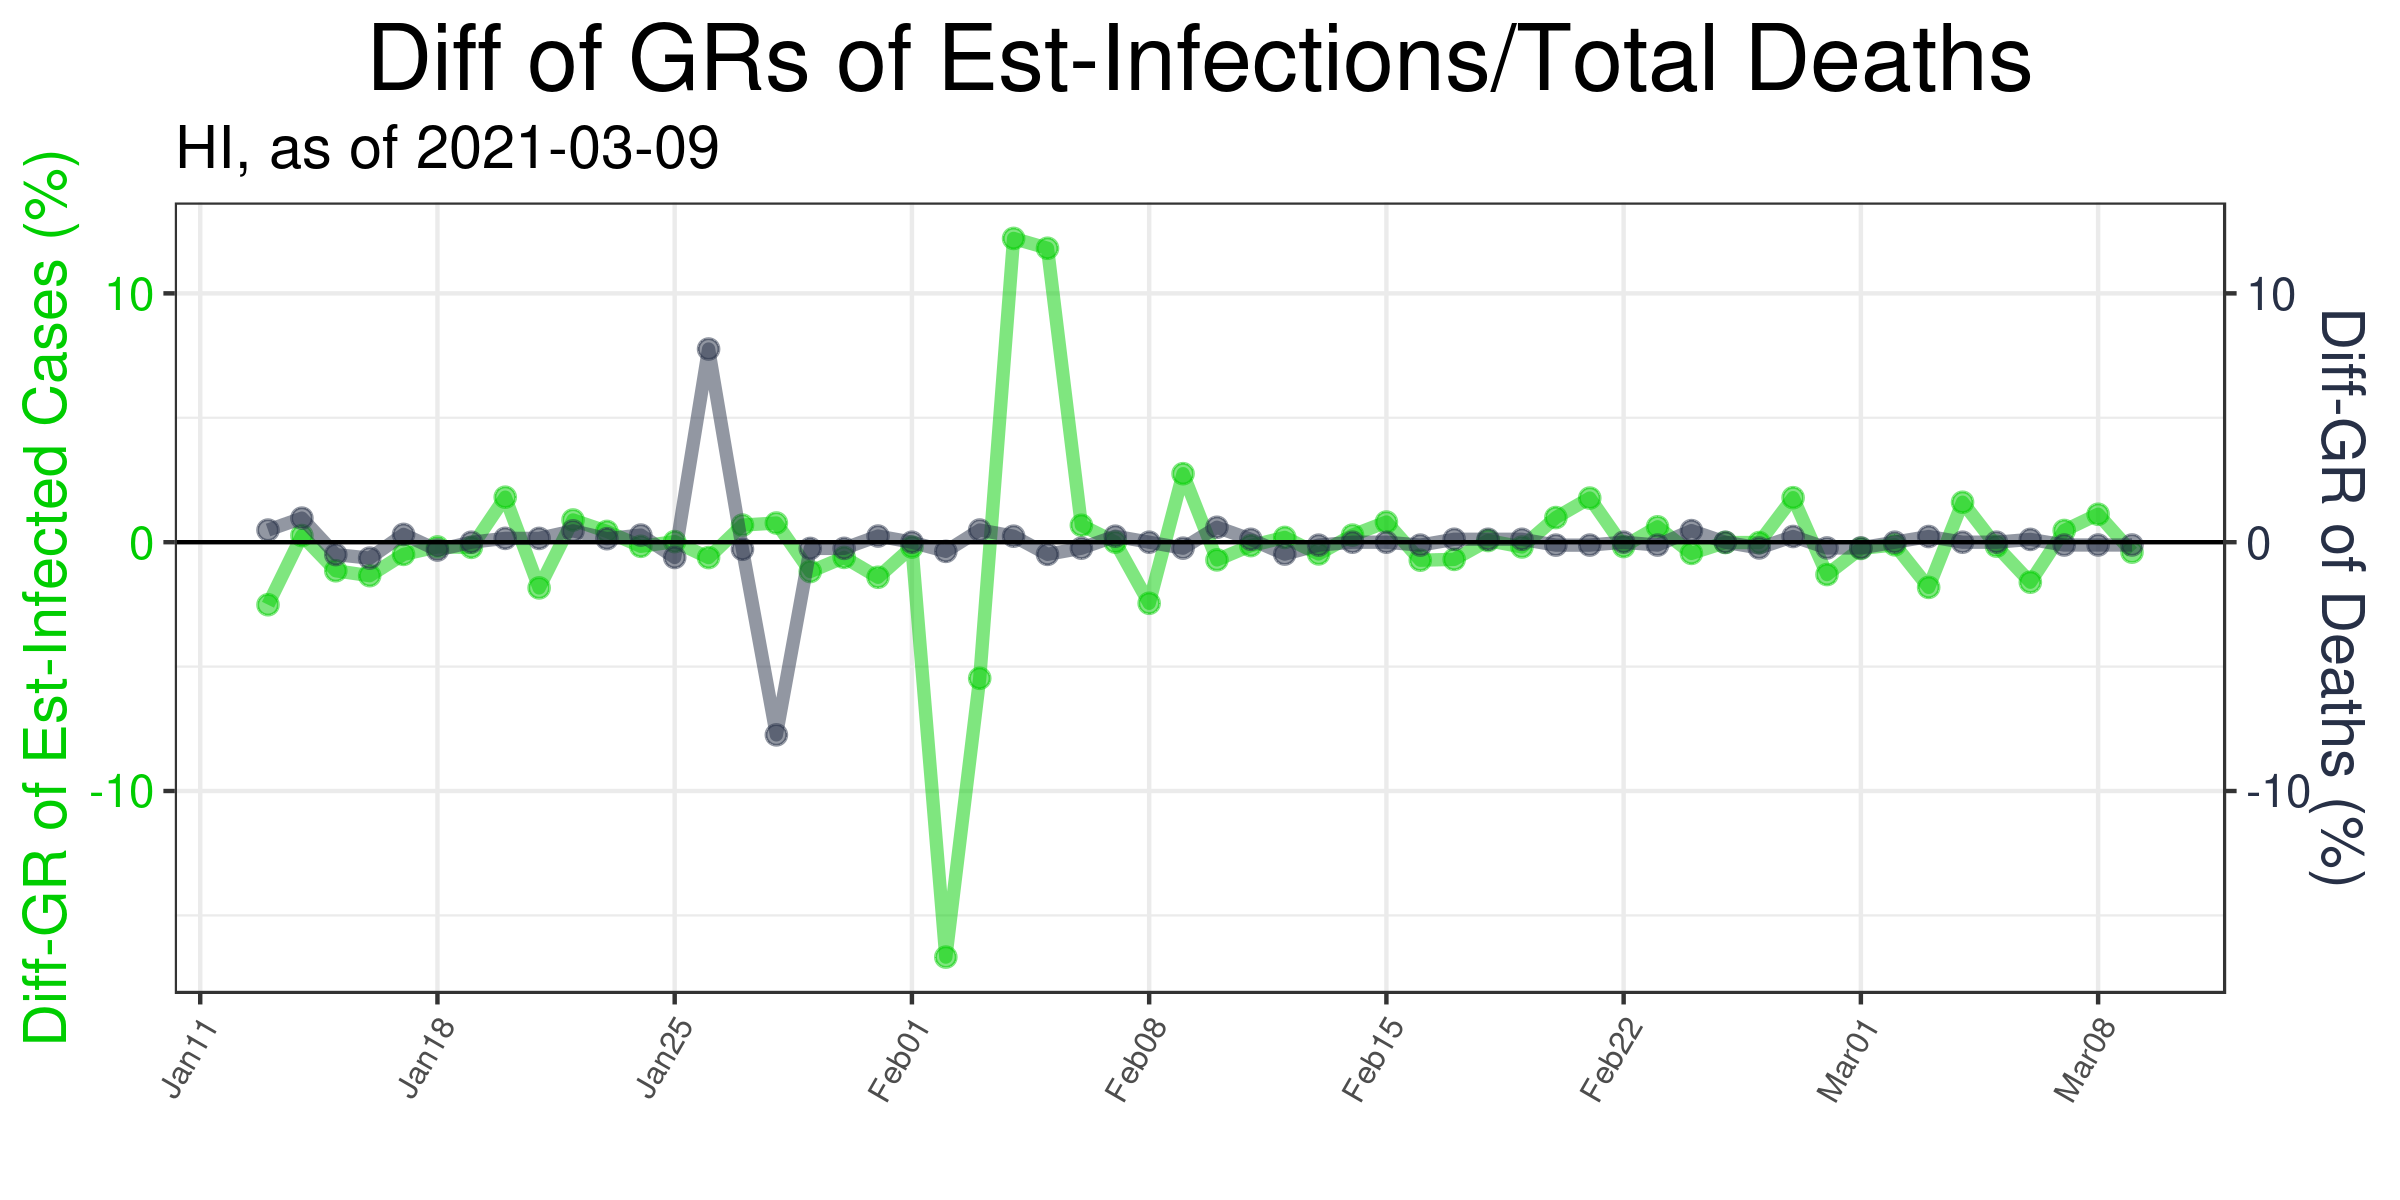 Diff of GRs of Est-Infections/Total Deaths
HI, as of 2021-03-09
Diff-GR of Est-Infected Cases (%)
10
0
-10
10
0
-10
Diff-GR of Deaths (%)
Jan11
Jan18
Jan25
Feb01
Feb08
Feb15
Feb22
Mar01
Mar08